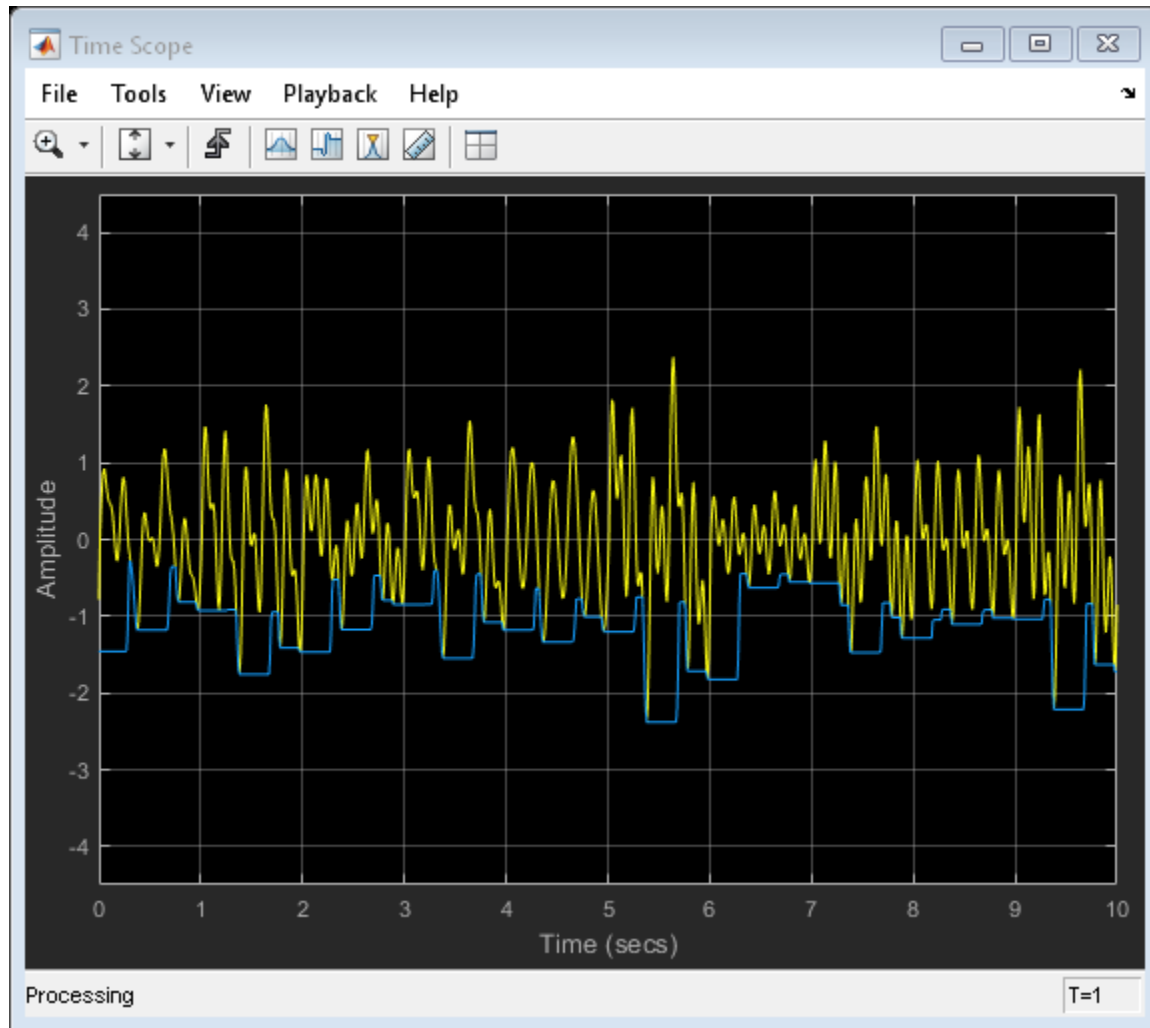 Time Scope
File Tools View Playback Help
4
3
2
1
0
-1
-2
-3
-4
Amplitude
0 1 2 3 4 5 6 7 8 9 10
Time (secs)
Processing T=1